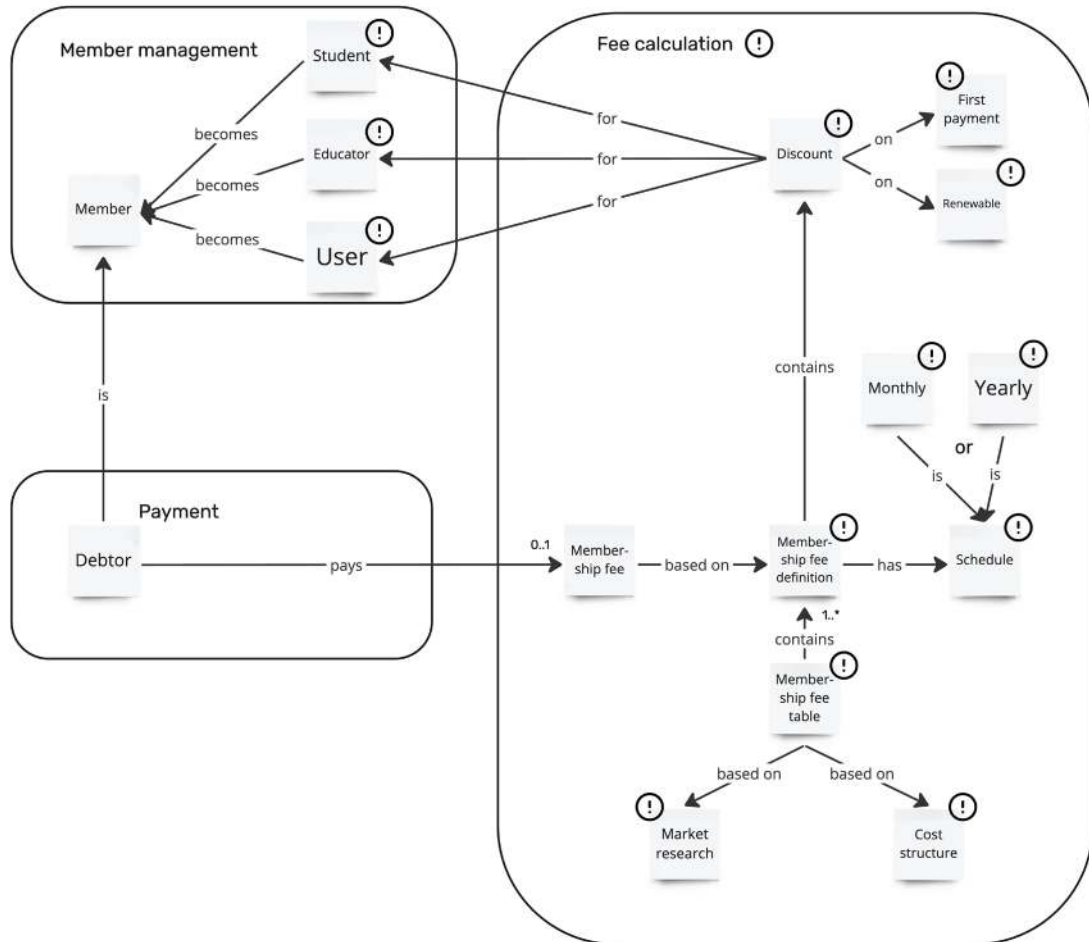 Member management
!
Student
becomes
!
Educator
becomes
Member
!
User
becomes
Fee calculation !
for
for
for
!
Discount
on
on
!
First
payment
!
Renewable
is
contains
!
Monthly
!
Yearly
or
is
is
Payment
Debtor
pays
0..1
Member-
ship fee
based on
!
Member-
ship fee
definition
has
!
Schedule
1..*
contains
!
Member-
ship fee
table
based on
based on
!
Market
research
!
Cost
structure